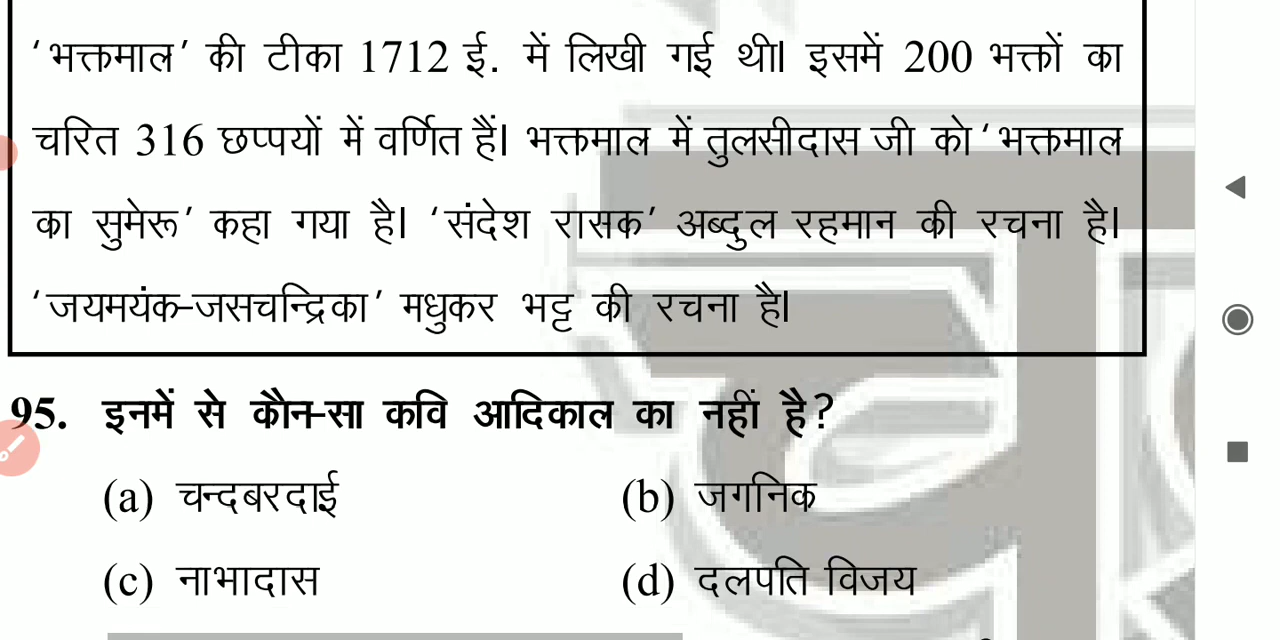 ‘भक्तमाल’ की टीका 1712 ई. में लिखी गई थी। इसमें 200 भक्तों का
चरित 316 छप्पयों में वर्णित हैं। भक्तमाल में तुलसीदास जी को ‘भक्तमाल
का सुमेरू’ कहा गया है। ‘संदेश रासक’ अब्दुल रहमान की रचना है।
‘जयमयंक-जसचन्द्रिका’ मधुकर भट्ट की रचना है।
95. इनमें से कौन-सा कवि आदिकाल का नहीं है?
(a) चन्दबरदाई (b) जगनिक
(c) नाभादास (d) दलपति विजय